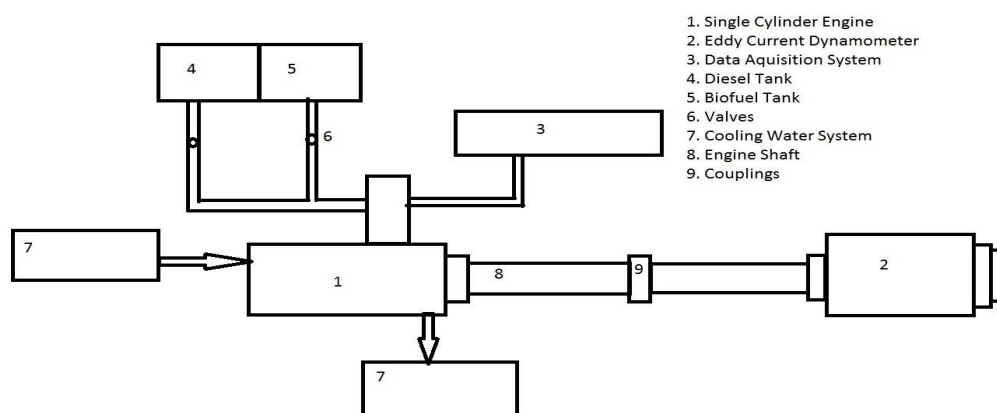 1. Single Cylinder Engine
2. Eddy Current Dynamometer
3. Data Aquisition System
4. Diesel Tank
5. Biofuel Tank
6. Valves
7. Cooling Water System
8. Engine Shaft
9. Couplings
4
5
6
3
7
1
8
9
2
7